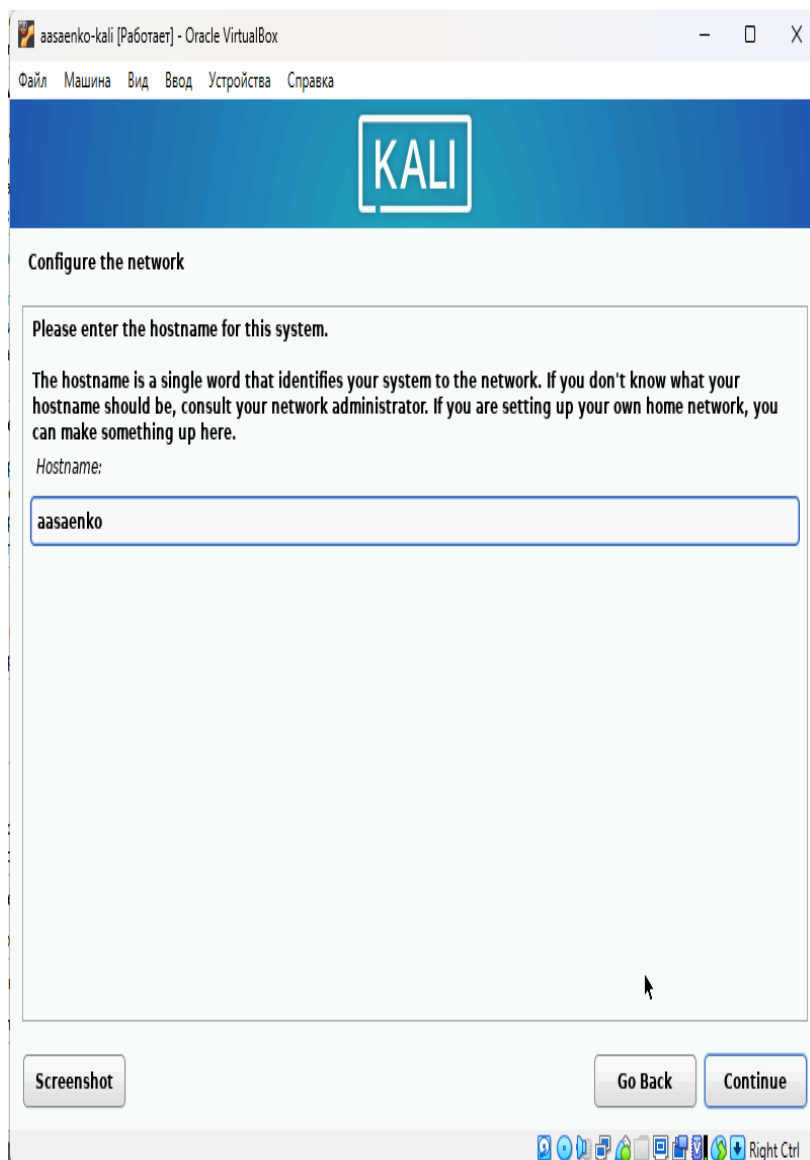 aasaenko-kali [Работает] - Oracle VirtualBox
Файл Машина Вид Ввод Устройства Справка
KALI
Configure the network
Please enter the hostname for this system.
The hostname is a single word that identifies your system to the network. If you don't know what your
hostname should be, consult your network administrator. If you are setting up your own home network, you
can make something up here.
Hostname:
aasaenko
Screenshot Go Back Continue
Right Ctrl